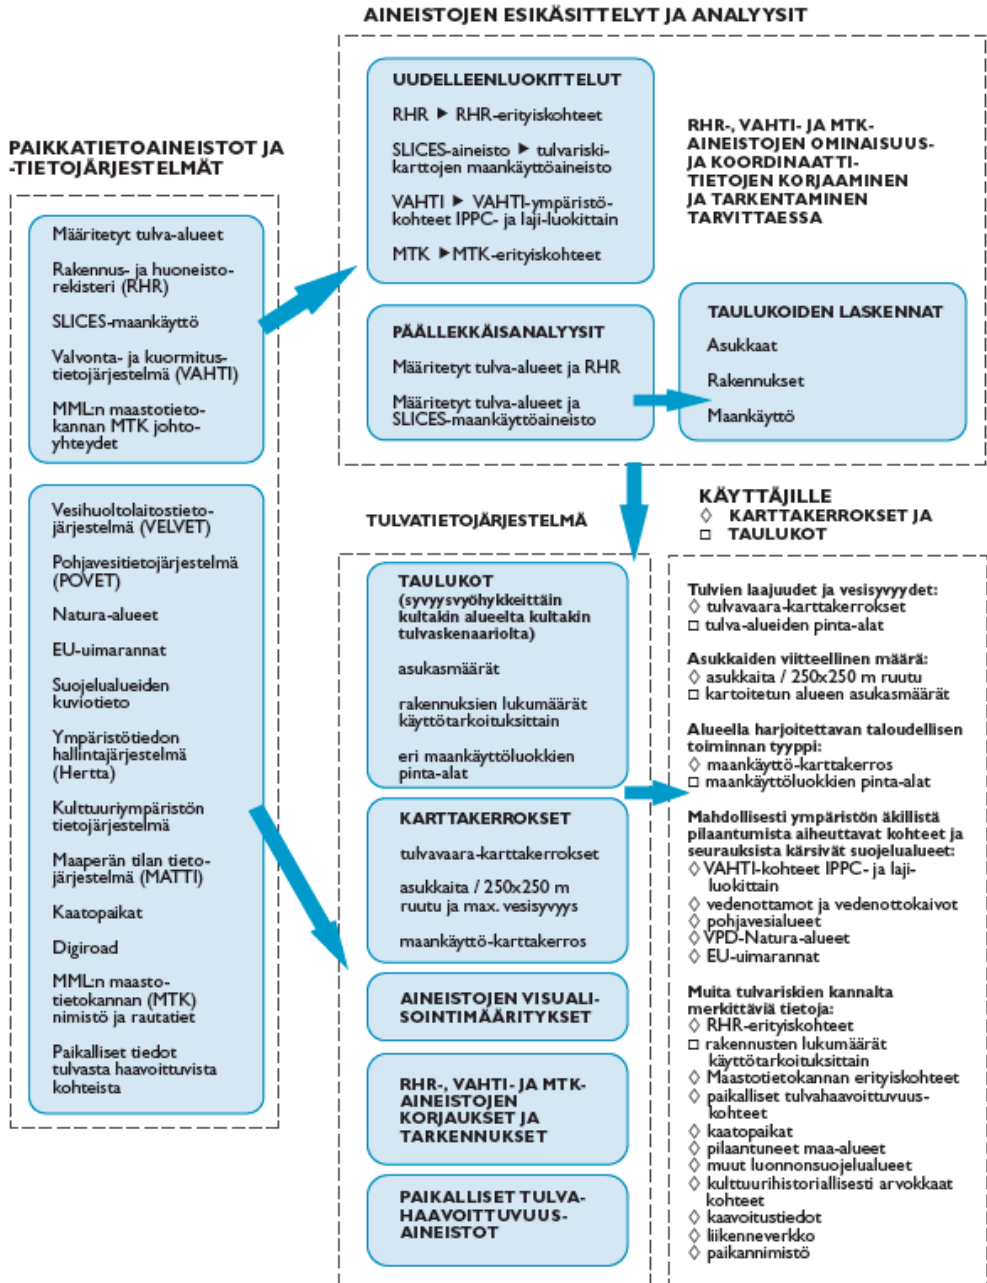 AINEISTOJEN ESIKÄSITTELYT JA ANALYYSIT
PAIKKATIETOAINEISTOT JA
-TIETOJÄRJESTELMÄT
Määritetyt tulva-alueet
Rakennus- ja huoneisto-
rekisteri (RHR)
SLICES-maankäyttö
Valvonta- ja kuormitus-
tietojärjestelmä (VAHTI)
MML:n maastotieto-
kannan MTK johto-
yhteydet
Vesihuoltolaitostieto-
järjestelmä (VELVET)
Pohjavesitietojärjestelmä
(POVET)
Natura-alueet
EU-uimarannat
Suojelualueiden
kuviotieto
Ympäristötiedon
hallintajärjestelmä
(Hertta)
Kulttuuriympäristön
tietojärjestelmä
Maaperän tilan tieto-
järjestelmä (MATTI)
Kaatopaikat
Digiroad
MML:n maasto-
tietokannan (MTK)
nimistö ja rautatiet
Paikalliset tiedot
tulvasta haavoittuvista
kohteista
UUDELLEENLUOKITTELUT
RHR ▶ RHR-erityiskohteet
SLICES-aineisto ▶ tulvariski-
karttojen maankäyttöaineisto
VAHTI ▶ VAHTI-ympäristö-
kohteet IPPC- ja laji-luokittain
MTK ▶ MTK-erityiskohteet
RHR-, VAHTI- JA MTK-
AINEISTOJEN OMINAISUUS-
JA KOORDINAATTI-
TIETOJEN KORJAAMINEN
JA TARKENTAMINEN
TARVITTAESSA
PÄÄLLEKKÄISANALYYSIT
Määritetyt tulva-alueet ja RHR
Määritetyt tulva-alueet ja
SLICES-maankäyttöaineisto
TAULUKOIDEN LASKENNAT
Asukkaat
Rakennukset
Maankäyttö
TULVATIETOJÄRJESTELMÄ
TAULUKOT
(syvyysvyöhykkeittäin
kultakin alueelta kultakin
tulvaskenaariolta)
asukasmäärät
rakennuksien lukumäärät
käyttötarkoituksittain
eri maankäyttöluokkien
pinta-alat
KARTTAKERROKSET
tulvavaara-karttakerrokset
asukkaita / 250x250 m
ruutu ja max. vesisyvyys
maankäyttö-karttakerros
AINEISTOJEN VISUALI-
SOINTIMÄÄRITYKSET
RHR-, VAHTI- JA MTK-
AINEISTOJEN
KORJAUKSET JA
TARKENNUKSET
PAIKALLISET TULVA-
HAAVOITTUVUUS-
AINEISTOT
KÄYTTÄJILLE
◊ KARTTAKERROKSET JA
□ TAULUKOT
Tulvien laajuudet ja vesisyvyydet:
◊ tulvavaara-karttakerrokset
□ tulva-alueiden pinta-alat
Asukkaiden viitteellinen määrä:
◊ asukkaita / 250x250 m ruutu
□ kartoitetun alueen asukasmäärät
Alueella harjoitettavan taloudellisen
toiminnan tyyppi:
◊ maankäyttö-karttakerros
□ maankäyttöluokkien pinta-alat
Mahdollisesti ympäristön äkillistä
pilaantumista aiheuttavat kohteet ja
seurauksista kärsivät suojelualueet:
◊ VAHTI-kohteet IPPC- ja laji-
luokittain
◊ vedenottamot ja vedenottokaivot
◊ pohjavesialueet
◊ VPD-Natura-alueet
◊ EU-uimarannat
Muita tulvariskien kannalta
merkittäviä tietoja:
◊ RHR-erityiskohteet
□ rakennusten lukumäärät
käyttötarkoituksittain
◊ Maastotietokannan erityiskohteet
◊ paikalliset tulvahaavoittuvuus-
kohteet
◊ kaatopaikat
◊ pilaantuneet maa-alueet
◊ muut luonnonsuojelualueet
◊ kulttuurihistoriallisesti arvokkaat
kohteet
◊ kaavoitustiedot
◊ liikenneverkko
◊ paikannimistö